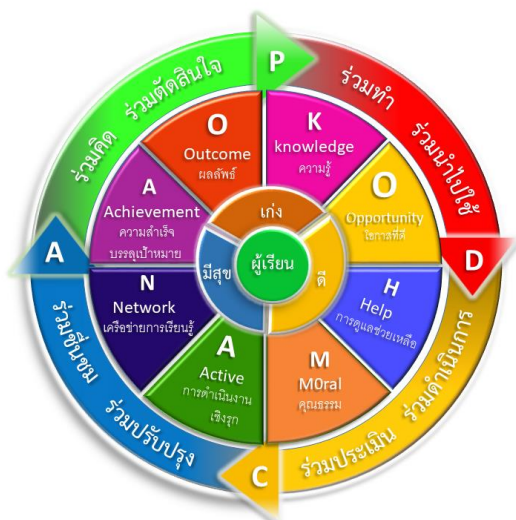 P
ร่วมทำ
ร่วมนำไปใช้
D
ร่วมดำเนินการ
ร่วมประเมิน
C
ร่วมปรับปรุง
ร่วมชื่นชม
A
ร่วมคิด
ร่วมตัดสินใจ
K
knowledge
ความรู้
O
Opportunity
โอกาสที่ดี
H
Help
การดูแลช่วยเหลือ
M
M0ral
คุณธรรม
A
Active
การดำเนินงาน
เชิงรุก
N
Network
เครือข่ายการเรียนรู้
A
Achievement
ความสำเร็จ
บรรลุเป้าหมาย
O
Outcome
ผลลัพธ์
เก่ง
ดี
มีสุข
ผู้เรียน